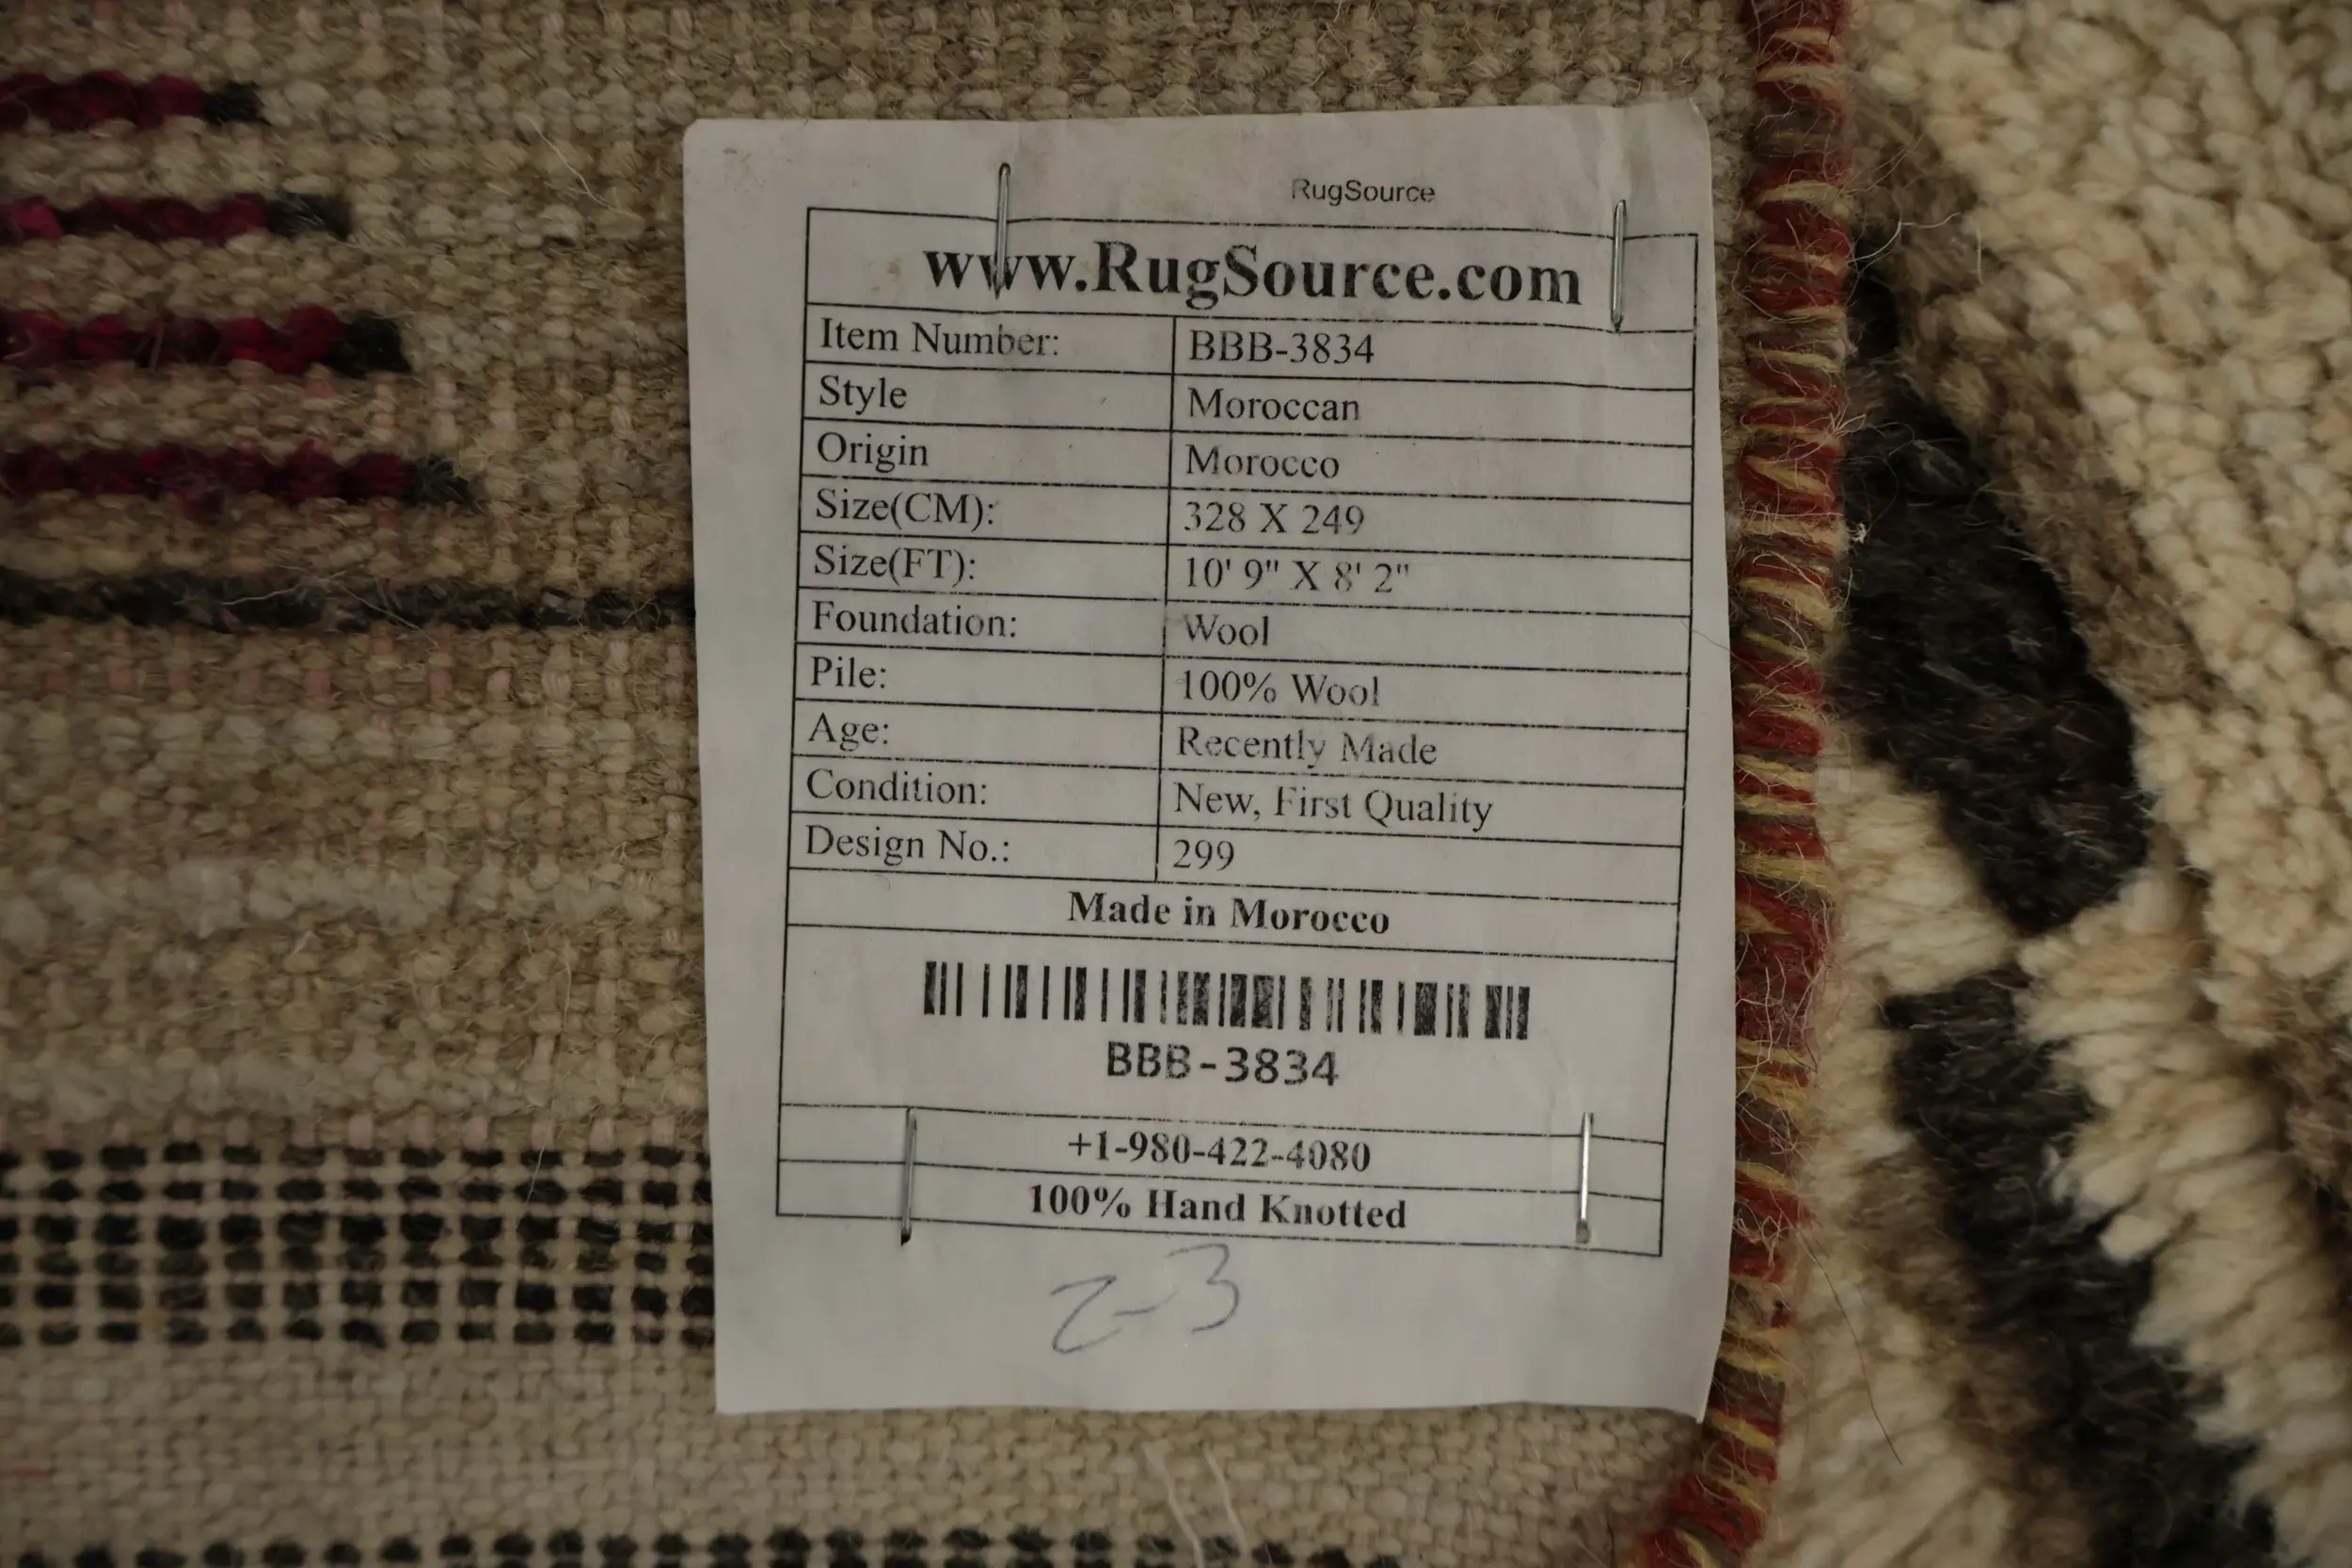 RugSource
www.RugSource.com
Item Number: BBB-3834
Style Moroccan
Origin Morocco
Size(CM): 328 X 249
Size(FT): 10' 9" X 8' 2"
Foundation: Wool
Pile: 100% Wool
Age: Recently Made
Condition: New, First Quality
Design No.: 299
Made in Morocco
BBB-3834
+1-980-422-4080
100% Hand Knotted
2-3